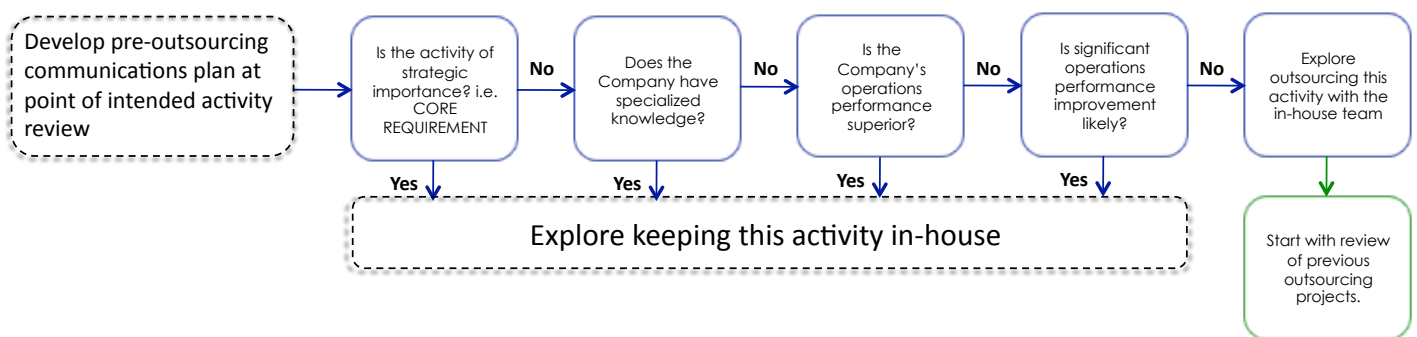 Develop pre-outsourcing
communications plan at
point of intended activity
review
Is the activity of
strategic
importance? i.e.
CORE
REQUIREMENT
No
Does the
Company have
specialized
knowledge?
No
Is the
Company's
operations
performance
superior?
No
Is significant
operations
performance
improvement
likely?
No
Explore
outsourcing this
activity with the
in-house team
Yes
Yes
Yes
Yes
Explore keeping this activity in-house
Start with review
of previous
outsourcing
projects.